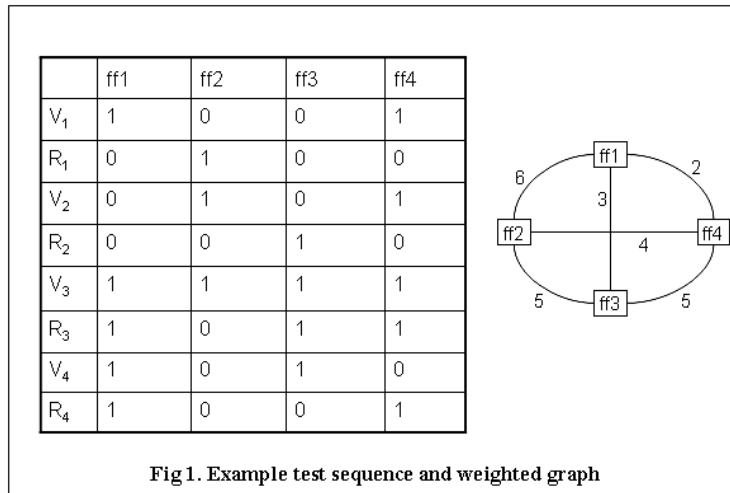 ff1 ff2 ff3 ff4
V1 1 0 0 1
R1 0 1 0 0
V2 0 1 0 1
R2 0 0 1 0
V3 1 1 1 1
R3 1 0 1 1
V4 1 0 1 0
R4 1 0 0 1
ff1
6 2
3
ff2 ff4
4
5 5
ff3
Fig 1. Example test sequence and weighted graph